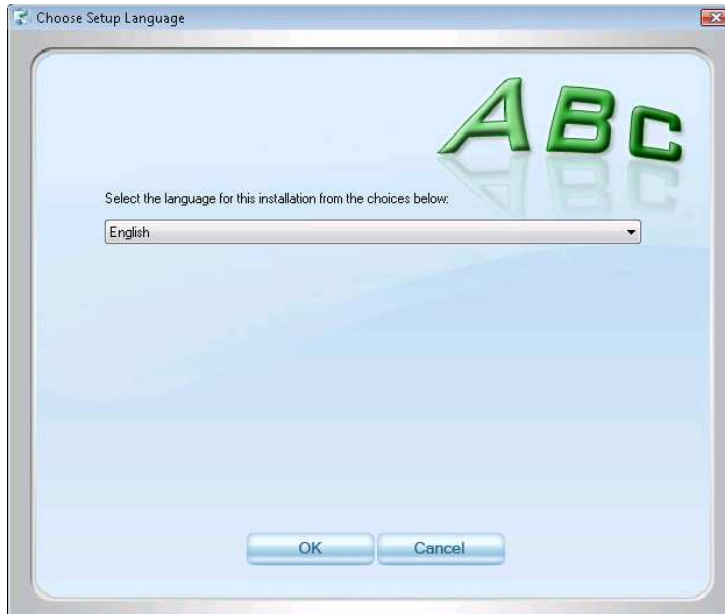 Choose Setup Language
ABC
Select the language for this installation from the choices below:
English
OK
Cancel